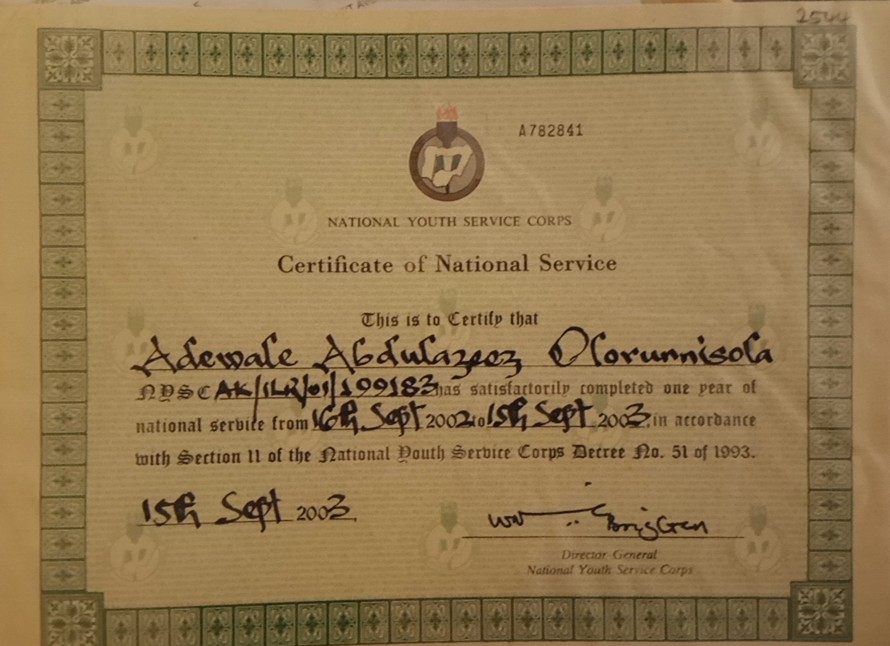 2544
A782841
NATIONAL YOUTH SERVICE CORPS
Certificate of National Service
This is to Certify that
Adewale Abdulazeez Olorunnisola
NYSC AK/ILR/01/199183 has satisfactorily completed one year of
national service from 16th Sept 2002 to 15th Sept 2003 in accordance
with Section 11 of the National Youth Service Corps Decree No. 51 of 1993.
15th Sept 2003
Brig Gen
Director-General
National Youth Service Corps